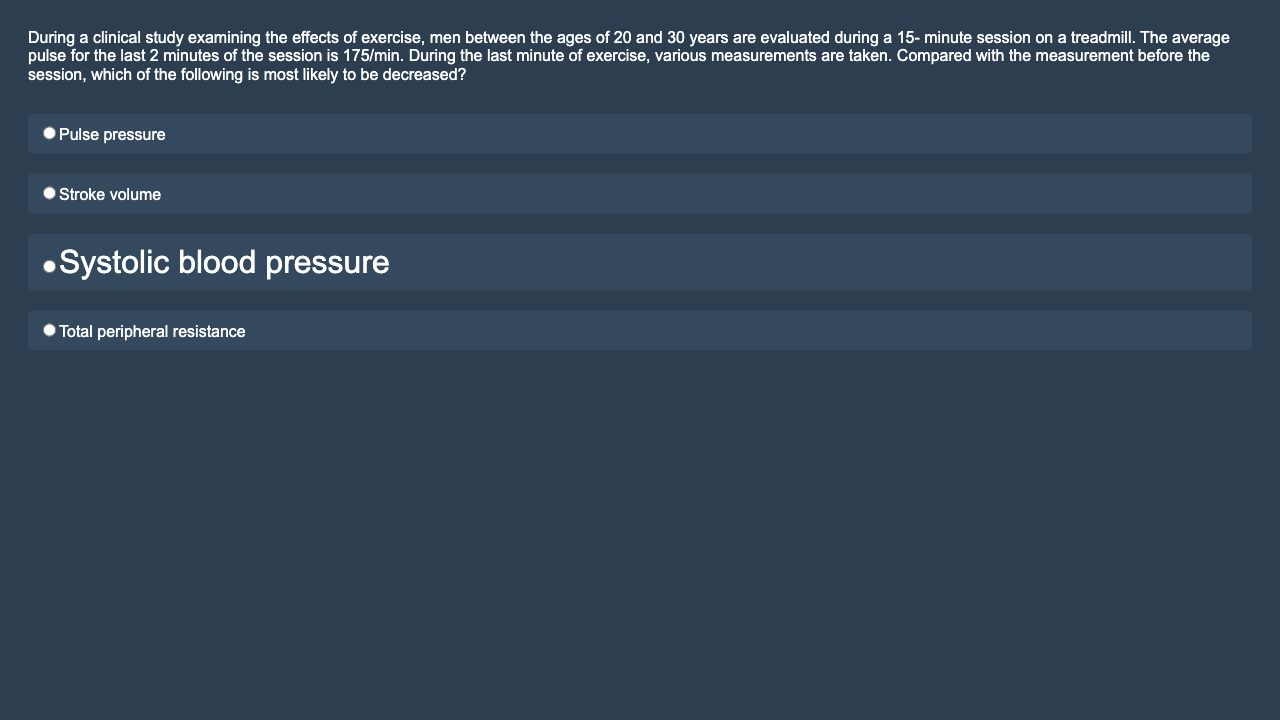 During a clinical study examining the effects of exercise, men between the ages of 20 and 30 years are evaluated during a 15- minute session on a treadmill. The average
pulse for the last 2 minutes of the session is 175/min. During the last minute of exercise, various measurements are taken. Compared with the measurement before the
session, which of the following is most likely to be decreased?
Pulse pressure
Stroke volume
Systolic blood pressure
Total peripheral resistance